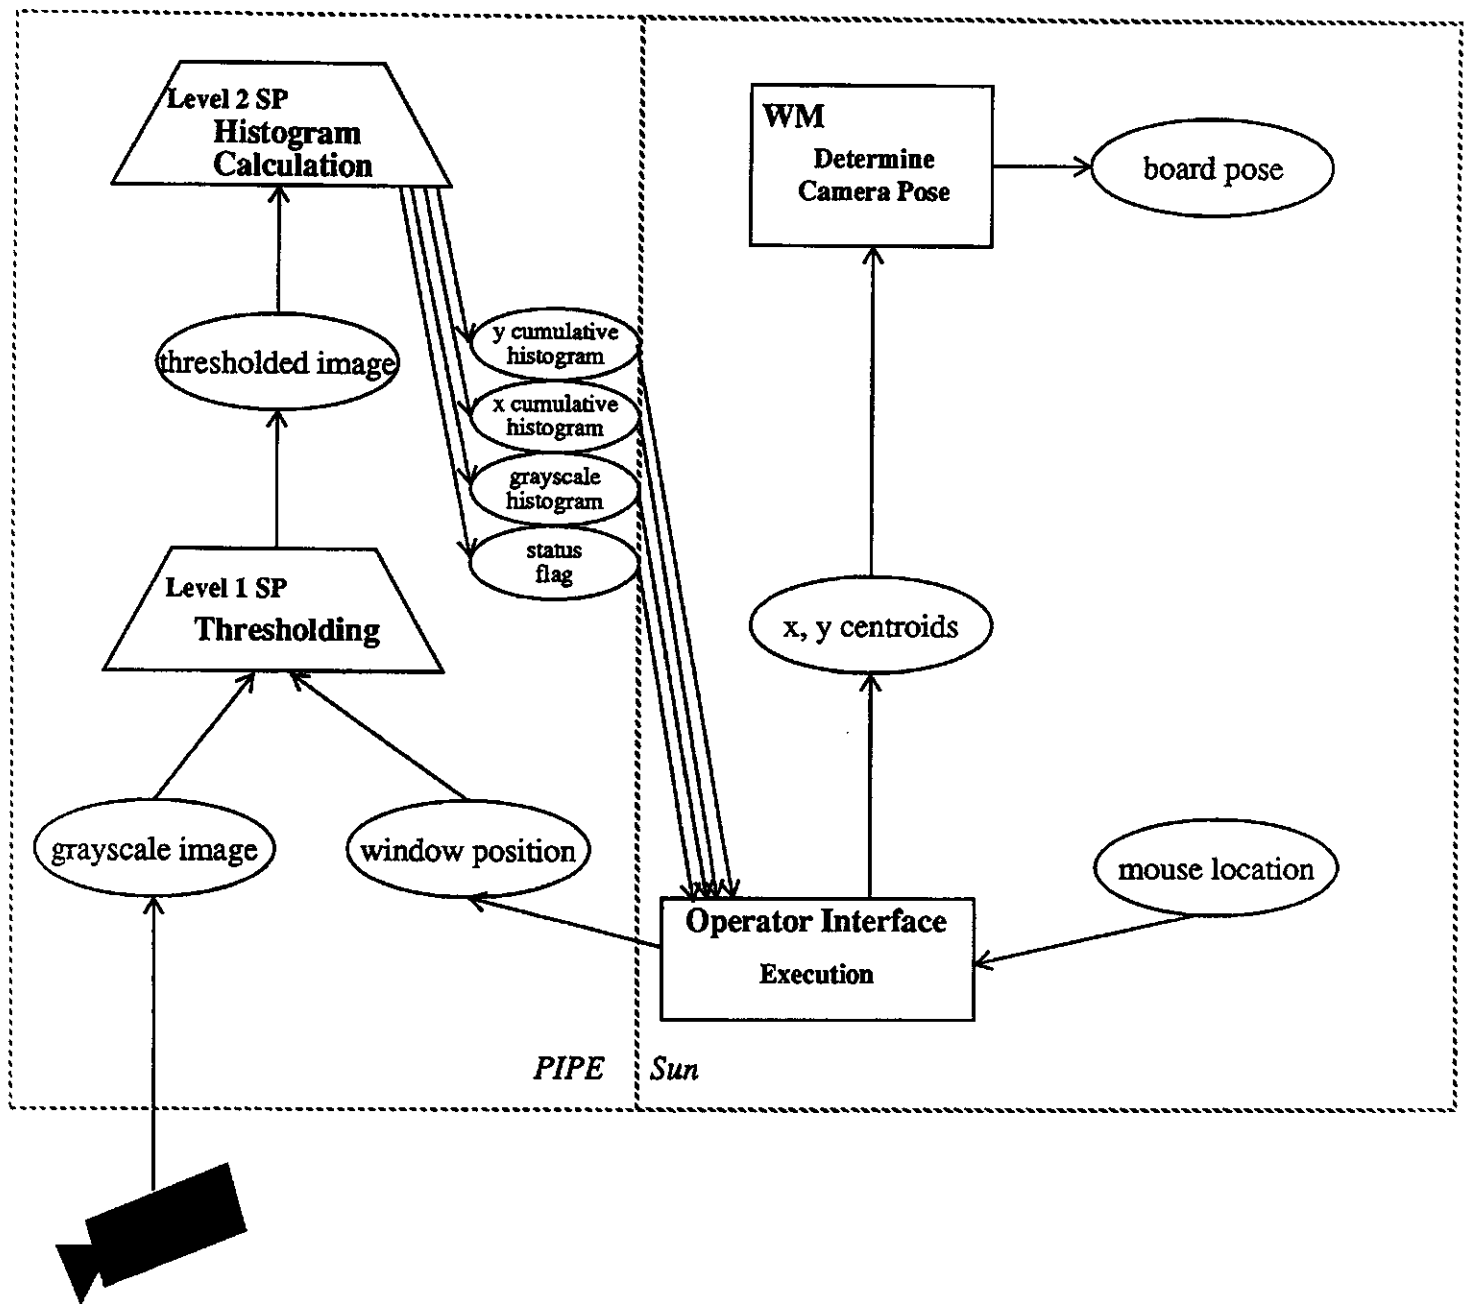 Level 2 SP
Histogram
Calculation
WM
Determine
Camera Pose
board pose
thresholded image
y cumulative
histogram
x cumulative
histogram
grayscale
histogram
status
flag
Level 1 SP
Thresholding
x, y centroids
grayscale image
window position
mouse location
Operator Interface
Execution
PIPE
Sun